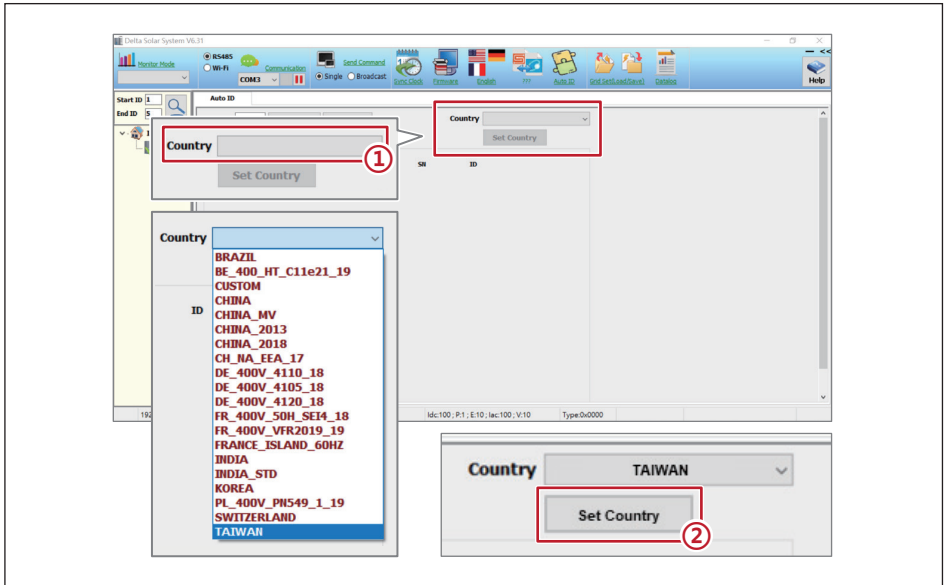 Delta Solar System V6.31
Monitor Mode
RS485
Wi-Fi
COM3
Communication
Send Command
Single Broadcast
Sync Clock
Firmware
English
???
Auto ID
Grid Set(Load/Save)
Datalog
<<
Help
Start ID 1
End ID 5
Auto ID
1
Country
Set Country
SN ID
Country
①
Set Country
Country
BRAZIL
BE_400_HT_C11e21_19
CUSTOM
CHINA
CHINA_MV
CHINA_2013
CHINA_2018
CH_NA_EEA_17
DE_400V_4110_18
DE_400V_4105_18
DE_400V_4120_18
FR_400V_50H_SEI4_18
FR_400V_VFR2019_19
FRANCE_ISLAND_60HZ
INDIA
INDIA_STD
KOREA
PL_400V_PN549_1_19
SWITZERLAND
TAIWAN
ID
192
Idc:100 ; P:1 ; E:10 ; Iac:100 ; V:10
Type:0x0000
Country TAIWAN
Set Country
②